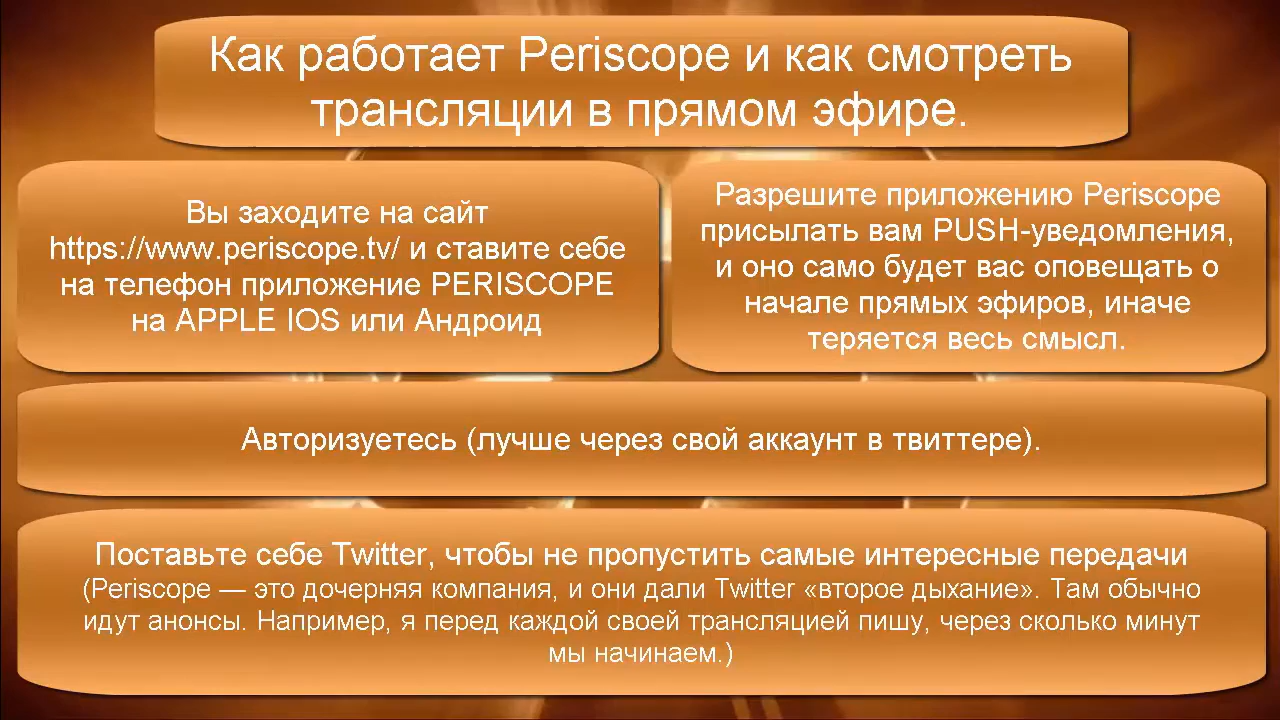 Как работает Periscope и как смотреть
трансляции в прямом эфире.
Вы заходите на сайт
https://www.periscope.tv/ и ставите себе
на телефон приложение PERISCOPE
на APPLE IOS или Андроид
Разрешите приложению Periscope
присылать вам PUSH-уведомления,
и оно само будет вас оповещать о
начале прямых эфиров, иначе
теряется весь смысл.
Авторизуетесь (лучше через свой аккаунт в твиттере).
Поставьте себе Twitter, чтобы не пропустить самые интересные передачи
(Periscope — это дочерняя компания, и они дали Twitter «второе дыхание». Там обычно
идут анонсы. Например, я перед каждой своей трансляцией пишу, через сколько минут
мы начинаем.)